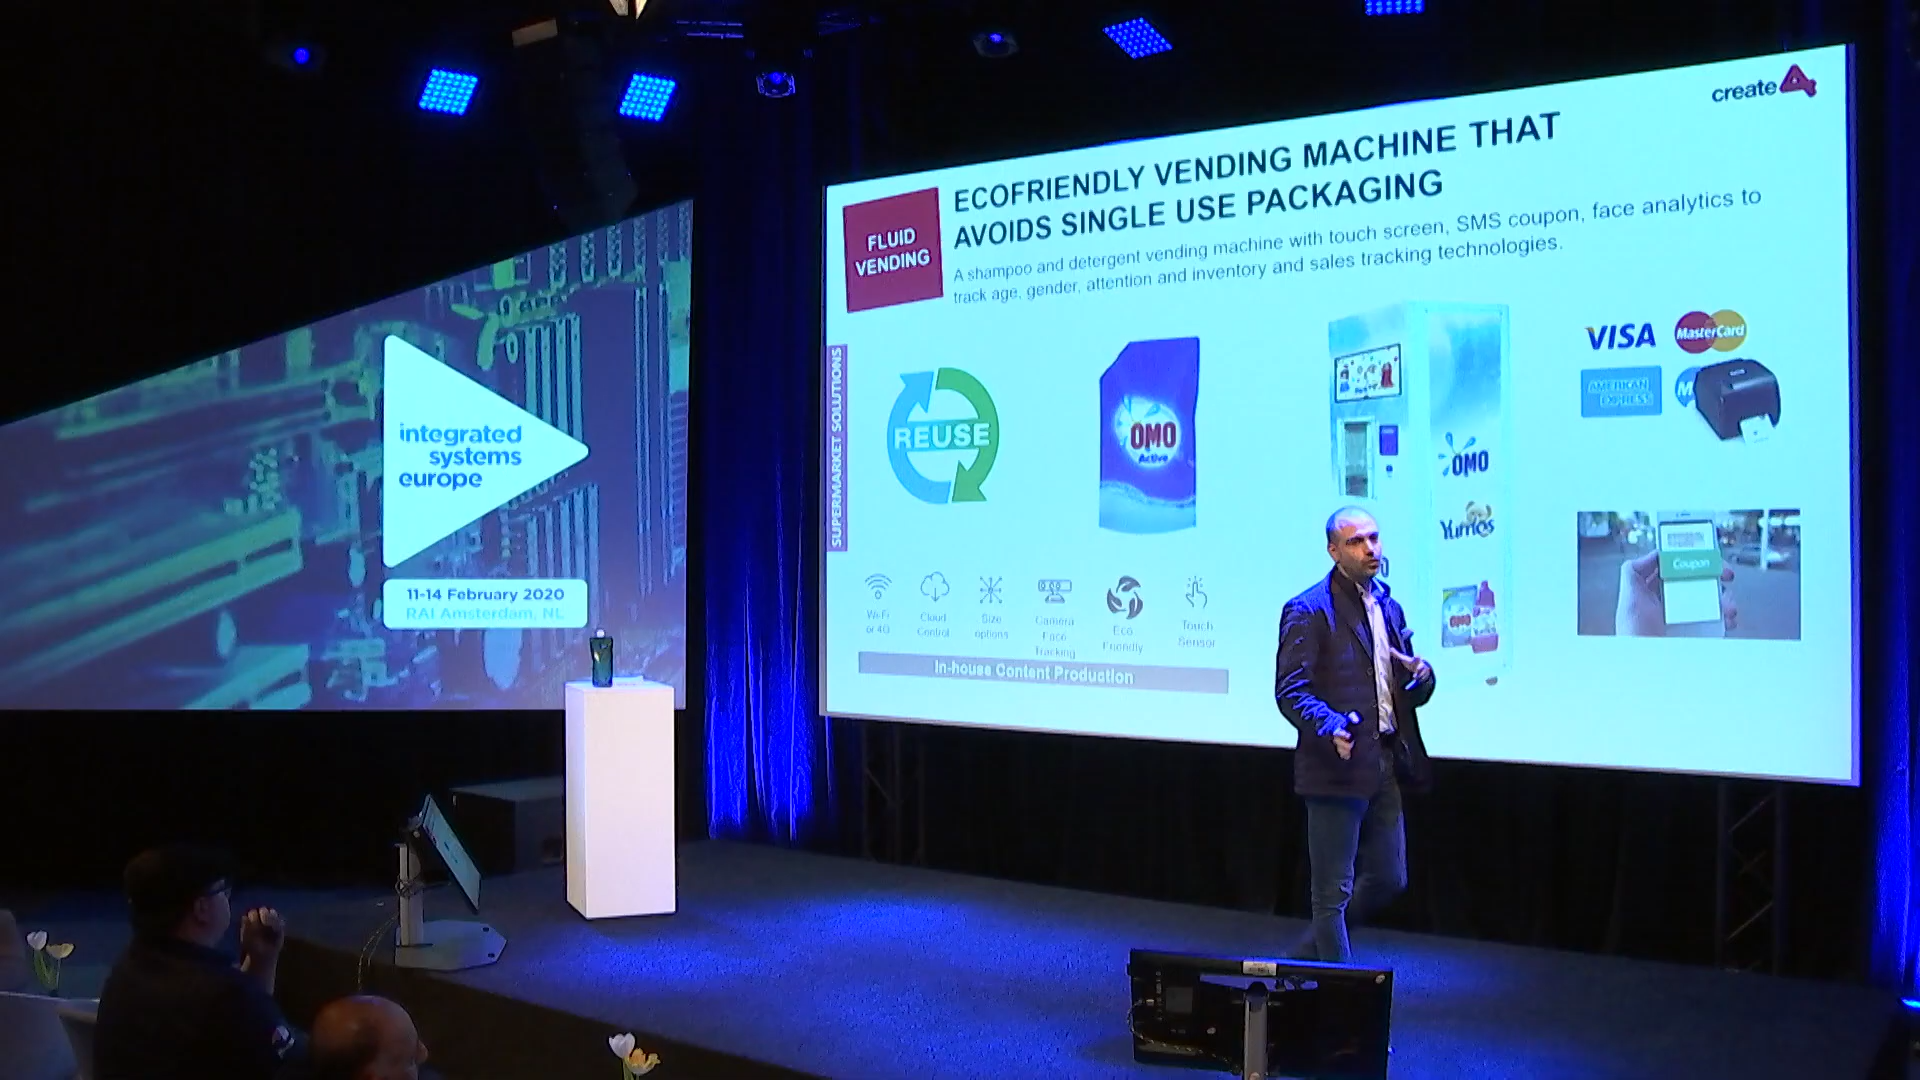 integrated
systems
europe
11-14 February 2020
RAI Amsterdam, NL
create
FLUID
VENDING
ECOFRIENDLY VENDING MACHINE THAT
AVOIDS SINGLE USE PACKAGING
A shampoo and detergent vending machine with touch screen, SMS coupon, face analytics to
track age, gender, attention and inventory and sales tracking technologies.
SUPERMARKET SOLUTIONS
REUSE
OMO
Active
OMO
Yumoş
OMO
VISA
MasterCard
AMERICAN
EXPRESS
Coupon
Wi-Fi
or 4G
Cloud
Control
Size
options
Camera
Face
Tracking
Eco
Friendly
Touch
Sensor
In-house Content Production